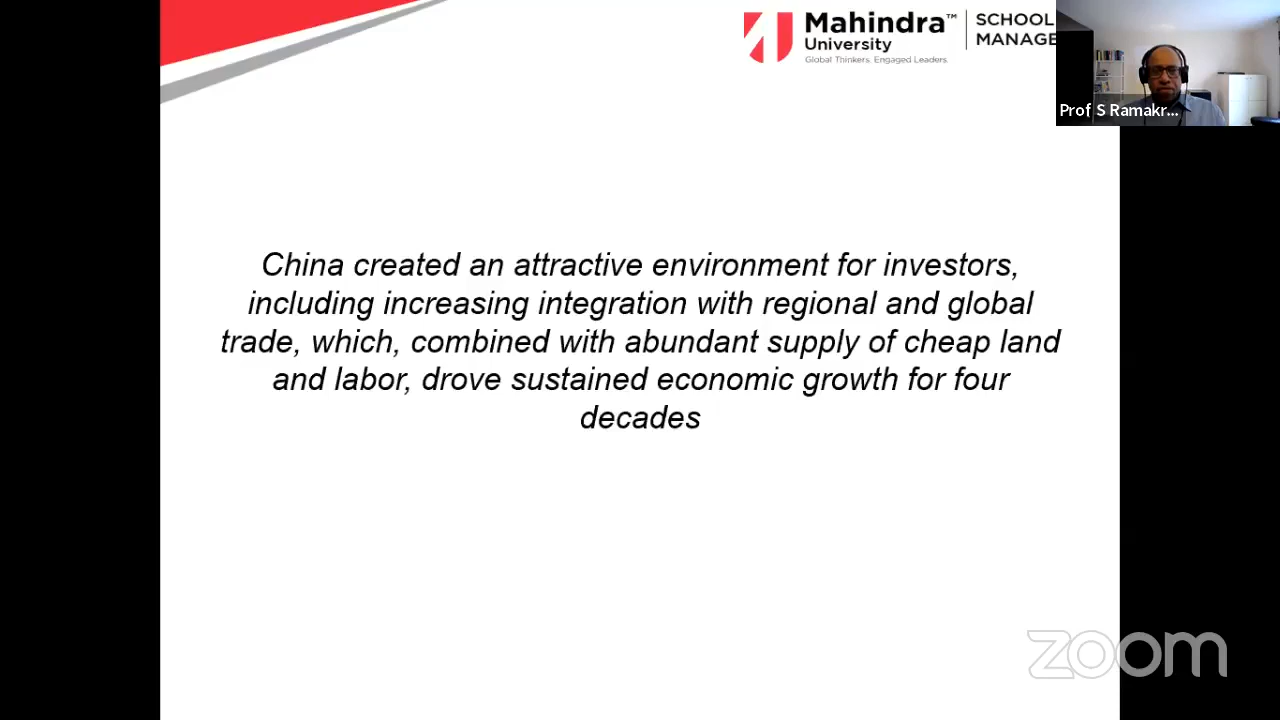 Mahindra™
University
Global Thinkers. Engaged Leaders.
SCHOOL
MANAGE
Prof S Ramakr...
China created an attractive environment for investors,
including increasing integration with regional and global
trade, which, combined with abundant supply of cheap land
and labor, drove sustained economic growth for four
decades
zoom